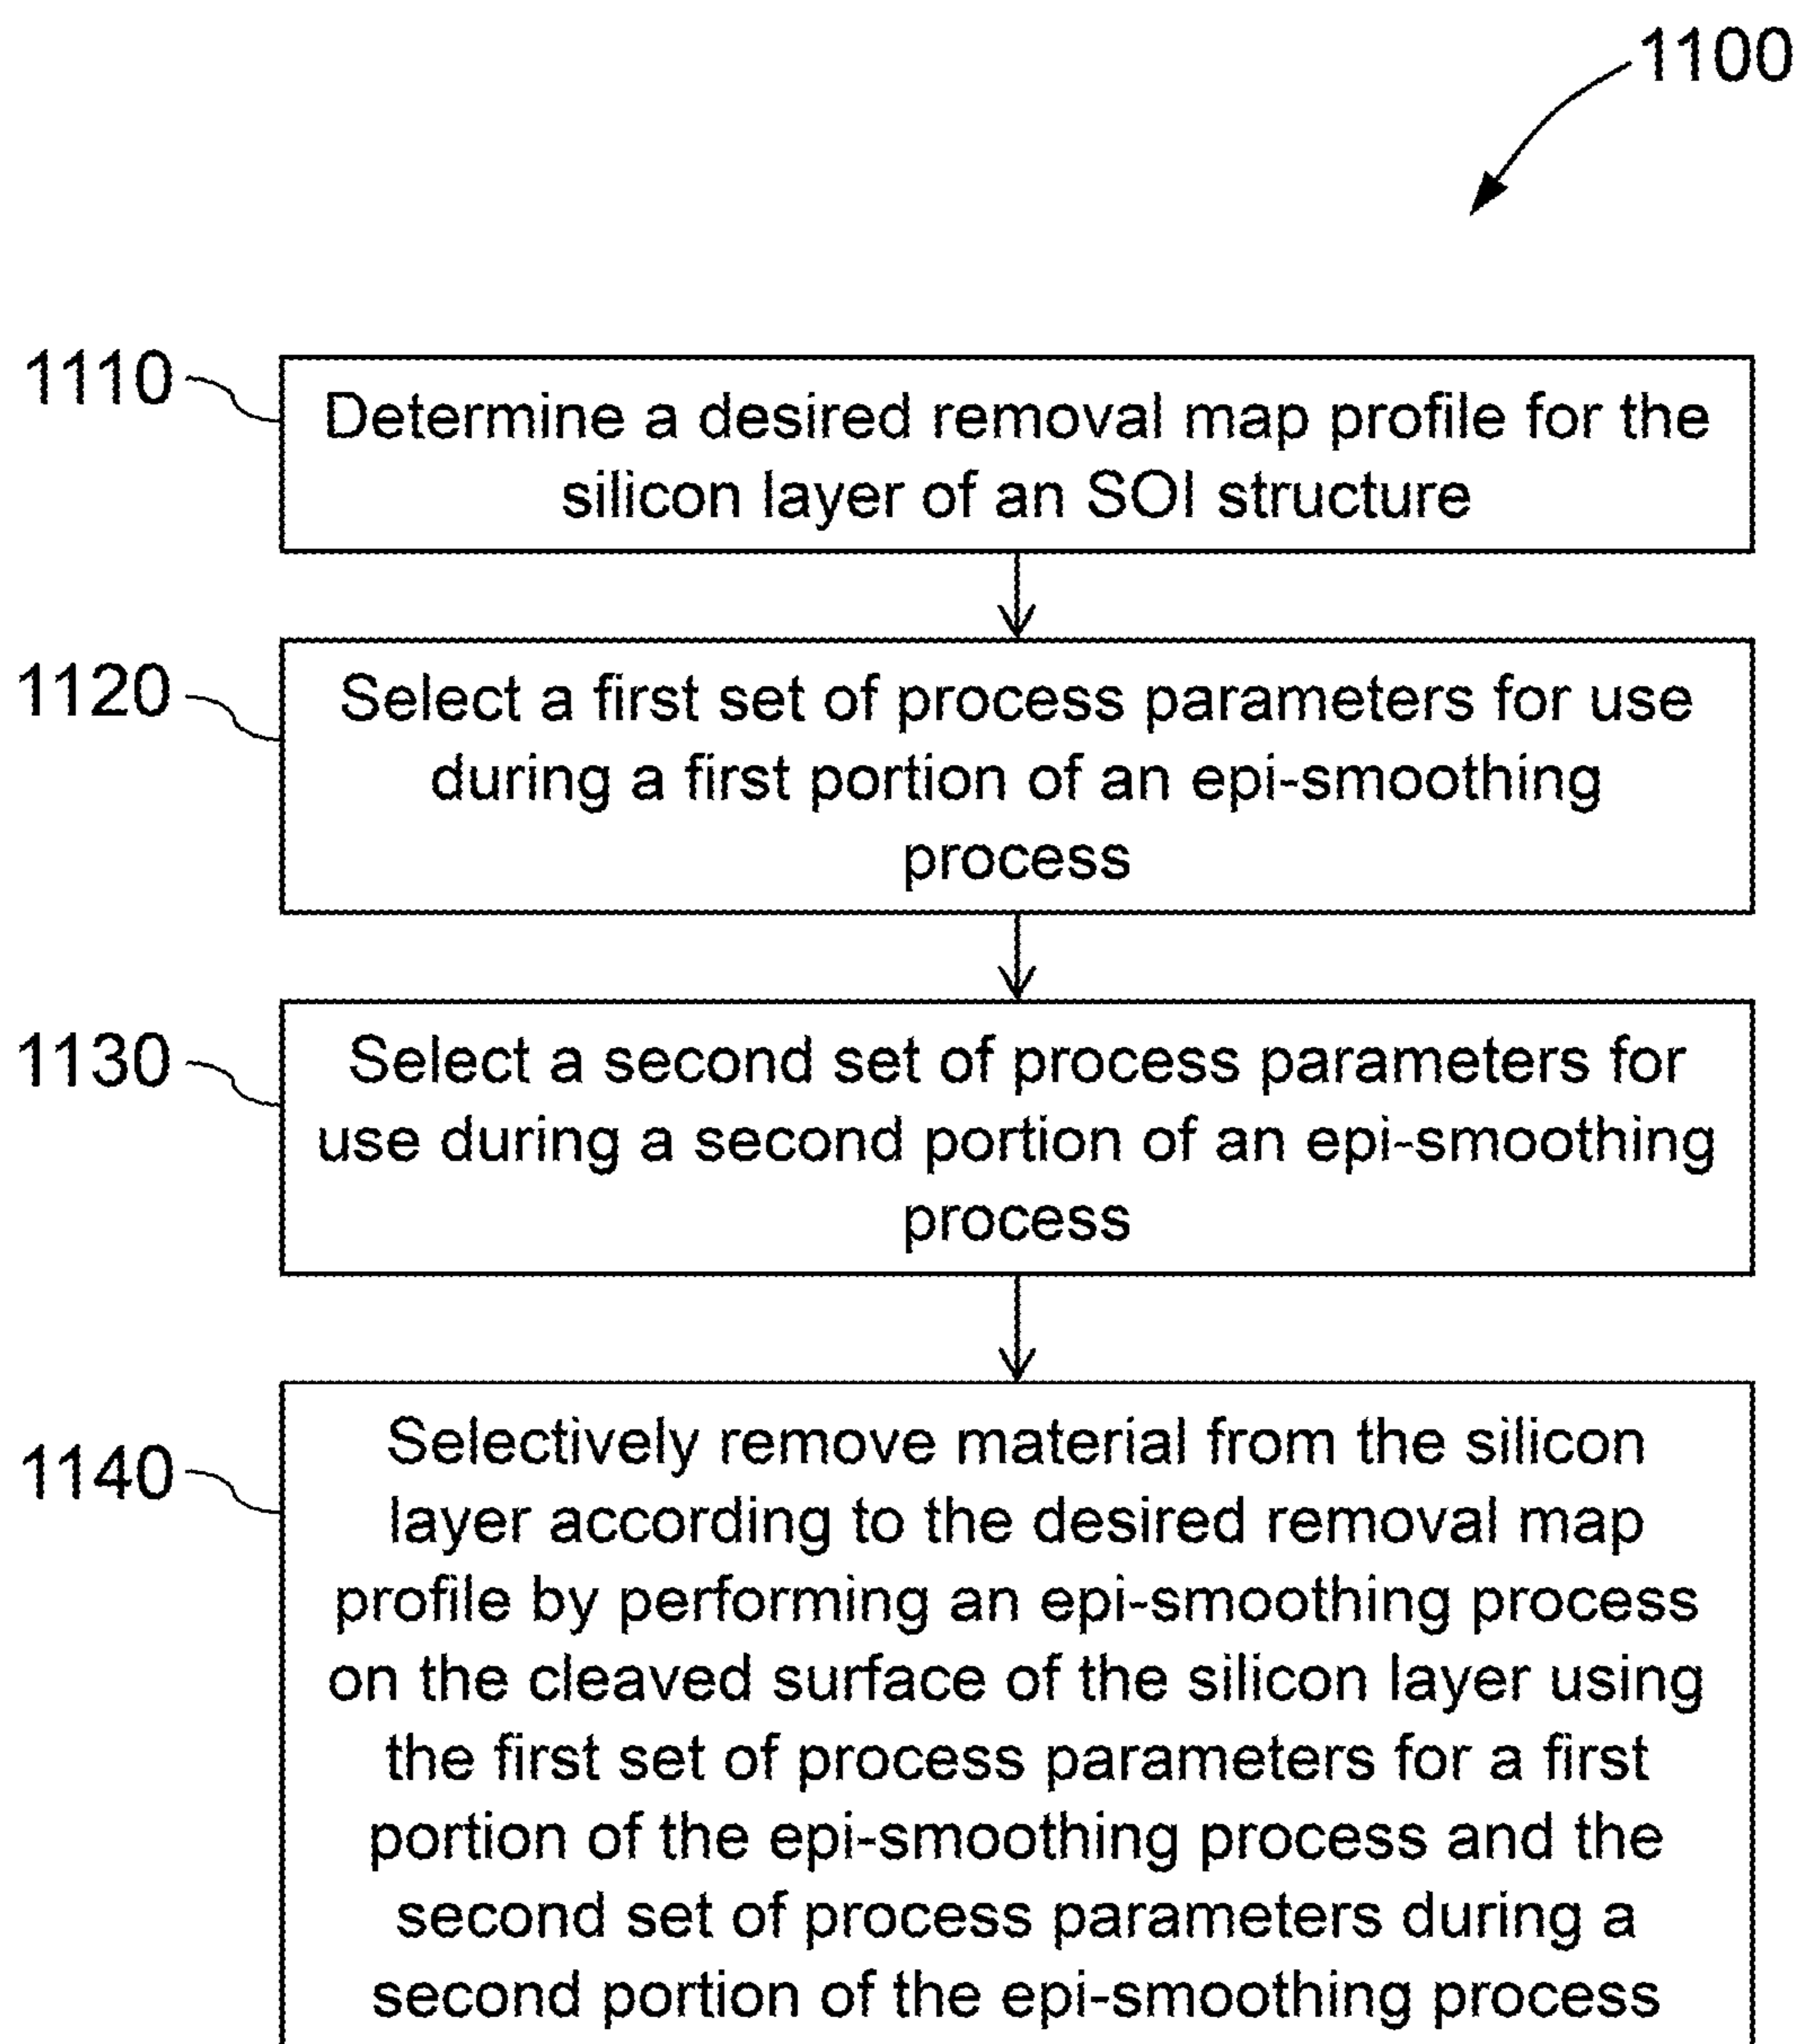 1100
1110
Determine a desired removal map profile for the
silicon layer of an SOI structure
1120
Select a first set of process parameters for use
during a first portion of an epi-smoothing
process
1130
Select a second set of process parameters for
use during a second portion of an epi-smoothing
process
1140
Selectively remove material from the silicon
layer according to the desired removal map
profile by performing an epi-smoothing process
on the cleaved surface of the silicon layer using
the first set of process parameters for a first
portion of the epi-smoothing process and the
second set of process parameters during a
second portion of the epi-smoothing process